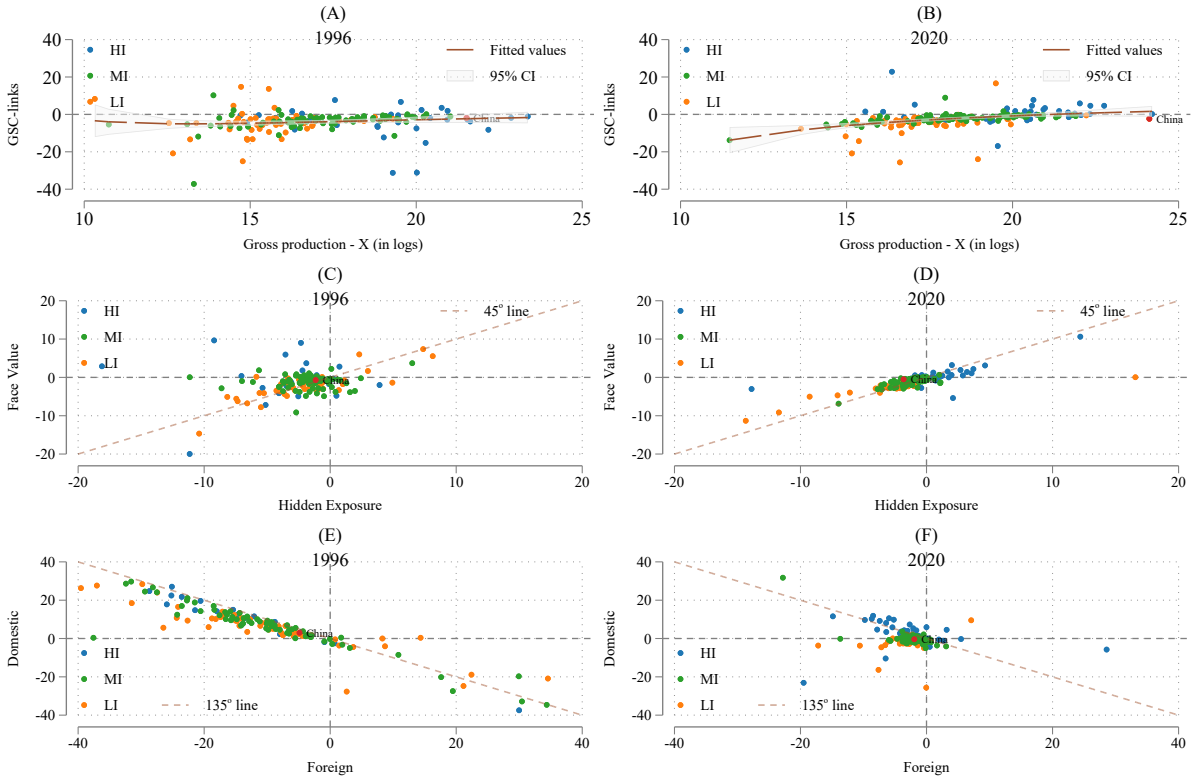 (A)
1996
GSC-links
40
20
0
-20
-40
HI
MI
LI
Fitted values
95% CI
China
10
15
20
25
Gross production - X (in logs)
(B)
2020
GSC-links
40
20
0
-20
-40
HI
MI
LI
Fitted values
95% CI
China
10
15
20
25
Gross production - X (in logs)
(C)
1996
Face Value
20
10
0
-10
-20
HI
MI
LI
45° line
China
-20
-10
0
10
20
Hidden Exposure
(D)
2020
Face Value
20
10
0
-10
-20
HI
MI
LI
45° line
China
-20
-10
0
10
20
Hidden Exposure
(E)
1996
Domestic
40
20
0
-20
-40
HI
MI
LI
135° line
China
-40
-20
0
20
40
Foreign
(F)
2020
Domestic
40
20
0
-20
-40
HI
MI
LI
135° line
China
-40
-20
0
20
40
Foreign